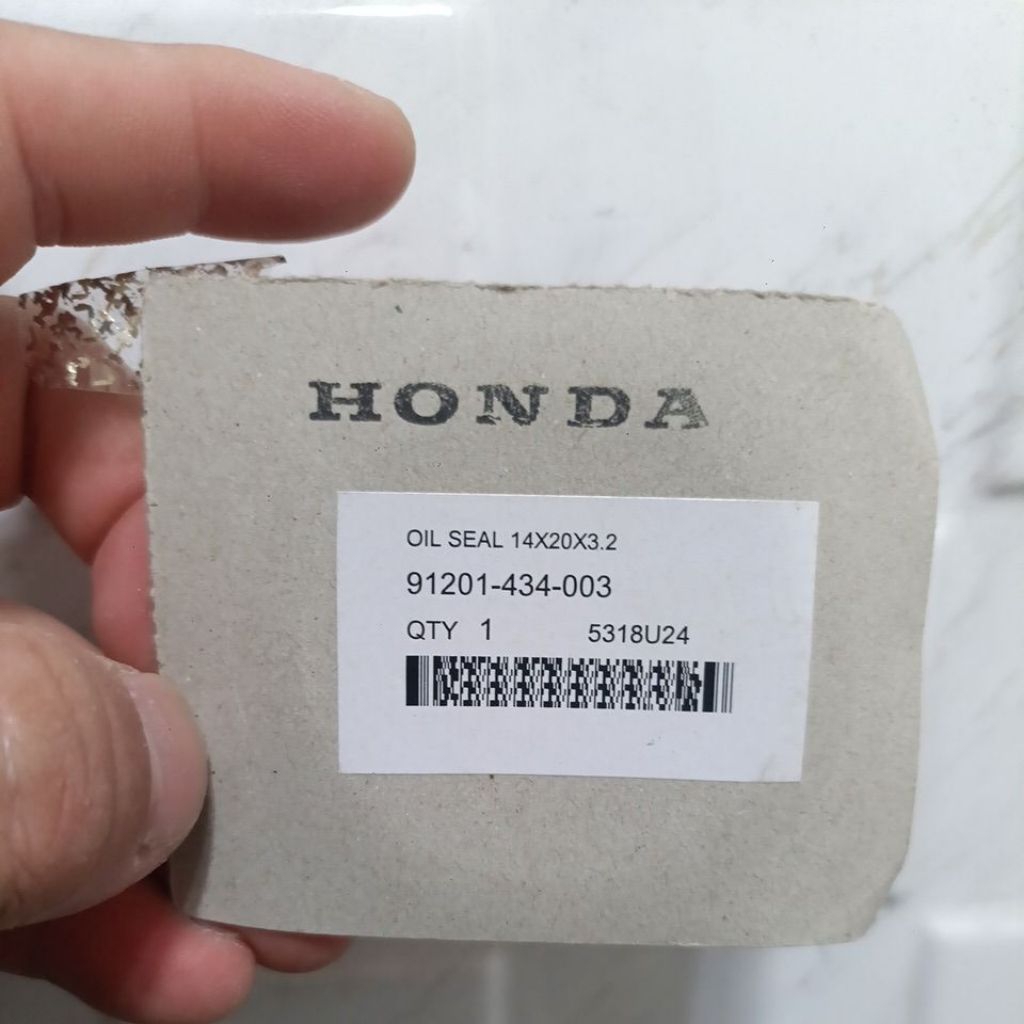 HONDA
OIL SEAL 14X20X3.2
91201-434-003
QTY 1 5318U24